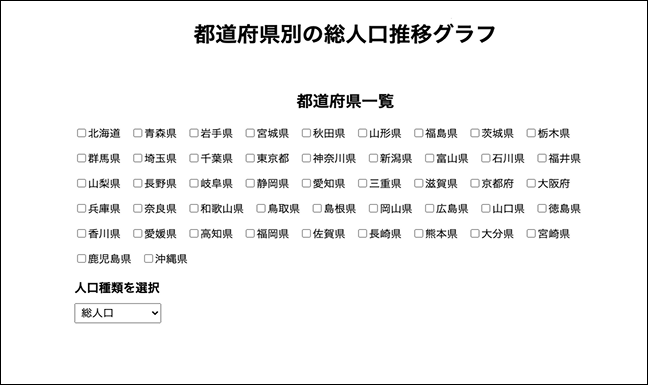 都道府県別の総人口推移グラフ
都道府県一覧
北海道 青森県 岩手県 宮城県 秋田県 山形県 福島県 茨城県 栃木県
群馬県 埼玉県 千葉県 東京都 神奈川県 新潟県 富山県 石川県 福井県
山梨県 長野県 岐阜県 静岡県 愛知県 三重県 滋賀県 京都府 大阪府
兵庫県 奈良県 和歌山県 鳥取県 島根県 岡山県 広島県 山口県 徳島県
香川県 愛媛県 高知県 福岡県 佐賀県 長崎県 熊本県 大分県 宮崎県
鹿児島県 沖縄県
人口種類を選択
総人口